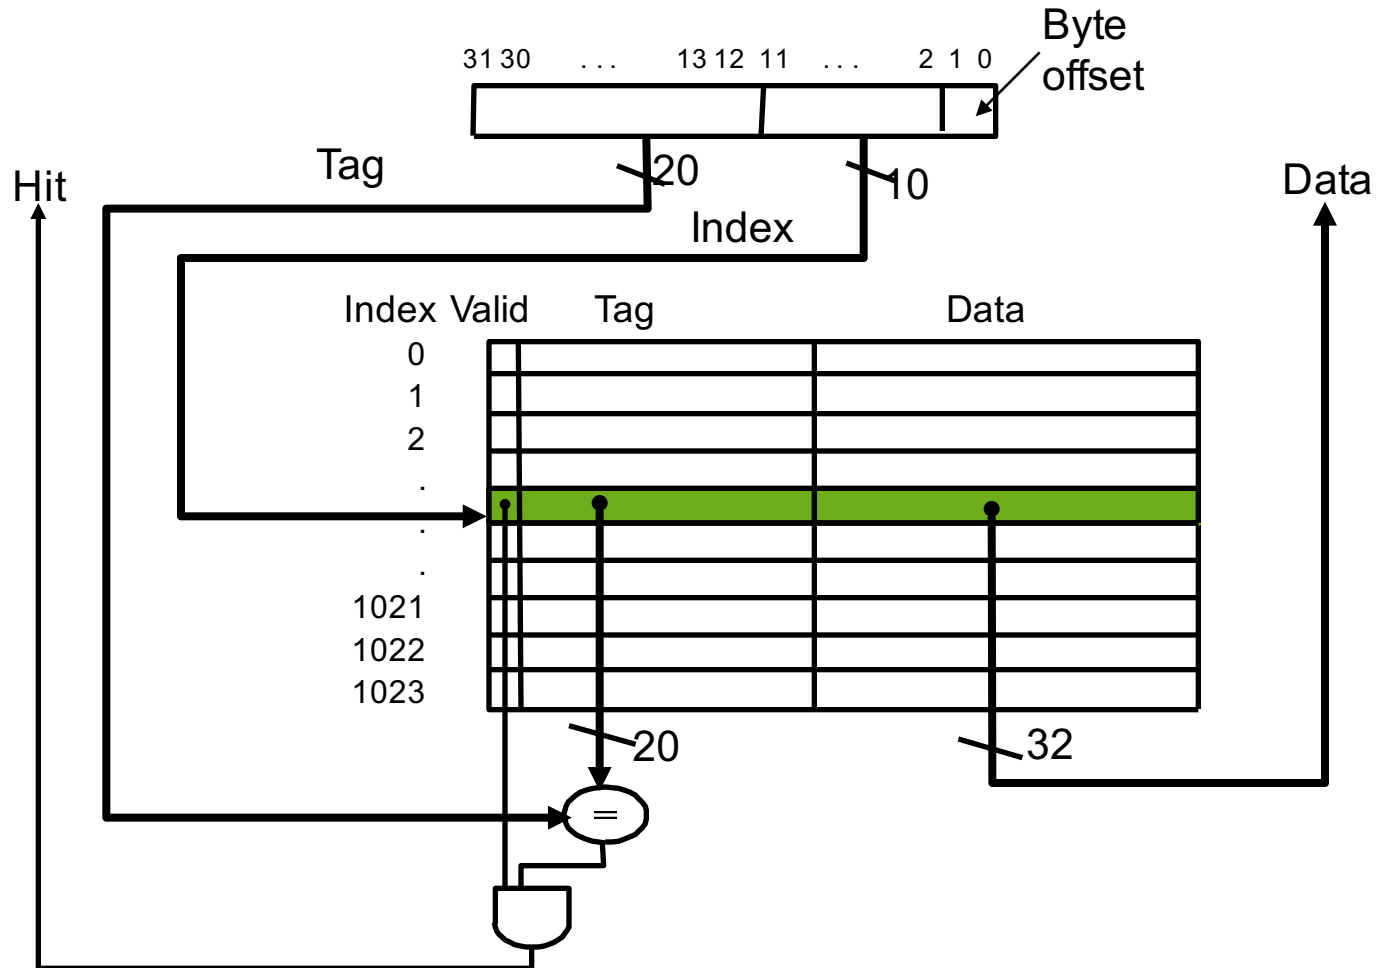 Byte
offset
31 30 . . . 13 12 11 . . . 2 1 0
Tag
20
10
Hit
Data
Index
Index Valid Tag Data
0
1
2
.
.
.
1021
1022
1023
20
32
=